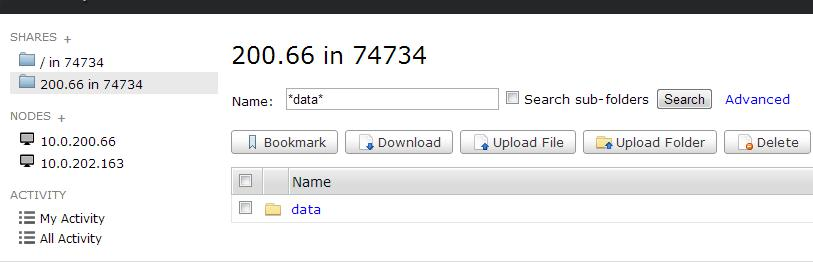 SHARES +
/ in 74734
200.66 in 74734
NODES +
10.0.200.66
10.0.202.163
ACTIVITY
My Activity
All Activity
200.66 in 74734
Name: *data* Search sub-folders Search Advanced
Bookmark Download Upload File Upload Folder Delete
Name
data